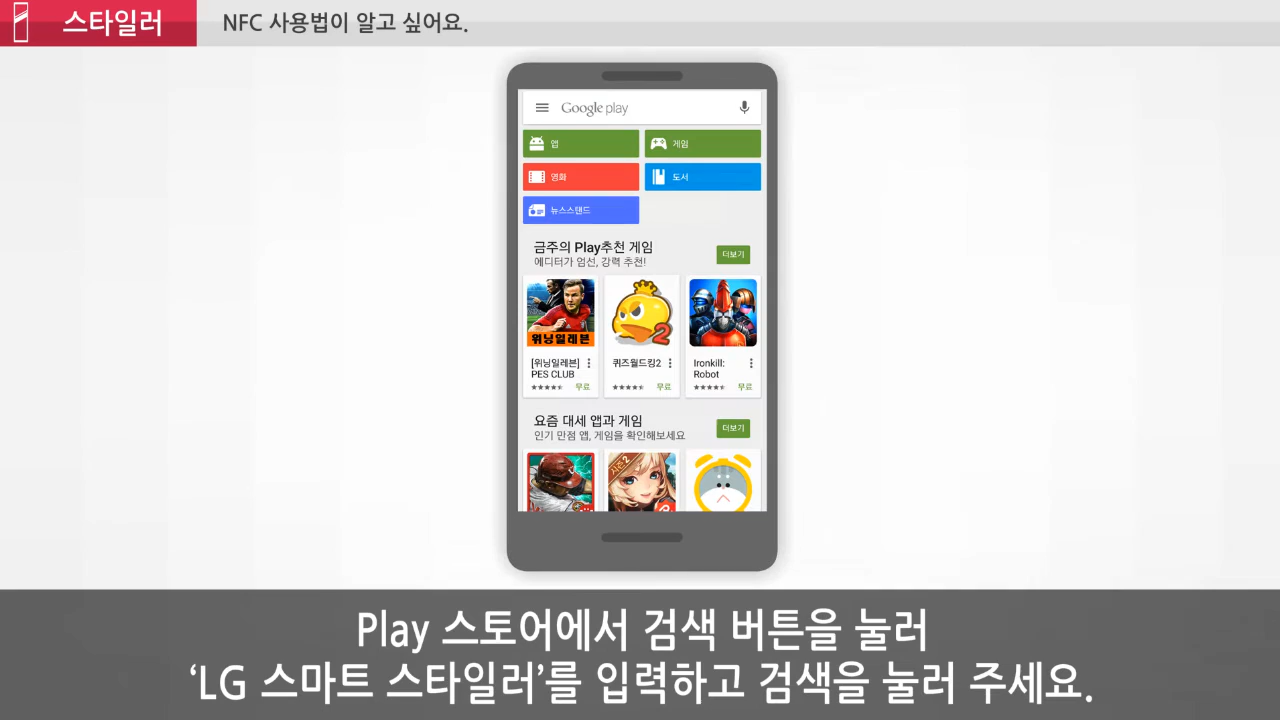 스타일러
NFC 사용법이 알고 싶어요.
Google play
앱
게임
영화
도서
뉴스스탠드
금주의 Play추천 게임
에디터가 엄선, 강력 추천!
더보기
위닝일레븐
2
[위닝일레븐]
PES CLUB
무료
퀴즈월드킹2
무료
Ironkill:
Robot
무료
요즘 대세 앱과 게임
인기 만점 앱, 게임을 확인해보세요
더보기
시즌2
Play 스토어에서 검색 버튼을 눌러
‘LG 스마트 스타일러’를 입력하고 검색을 눌러 주세요.